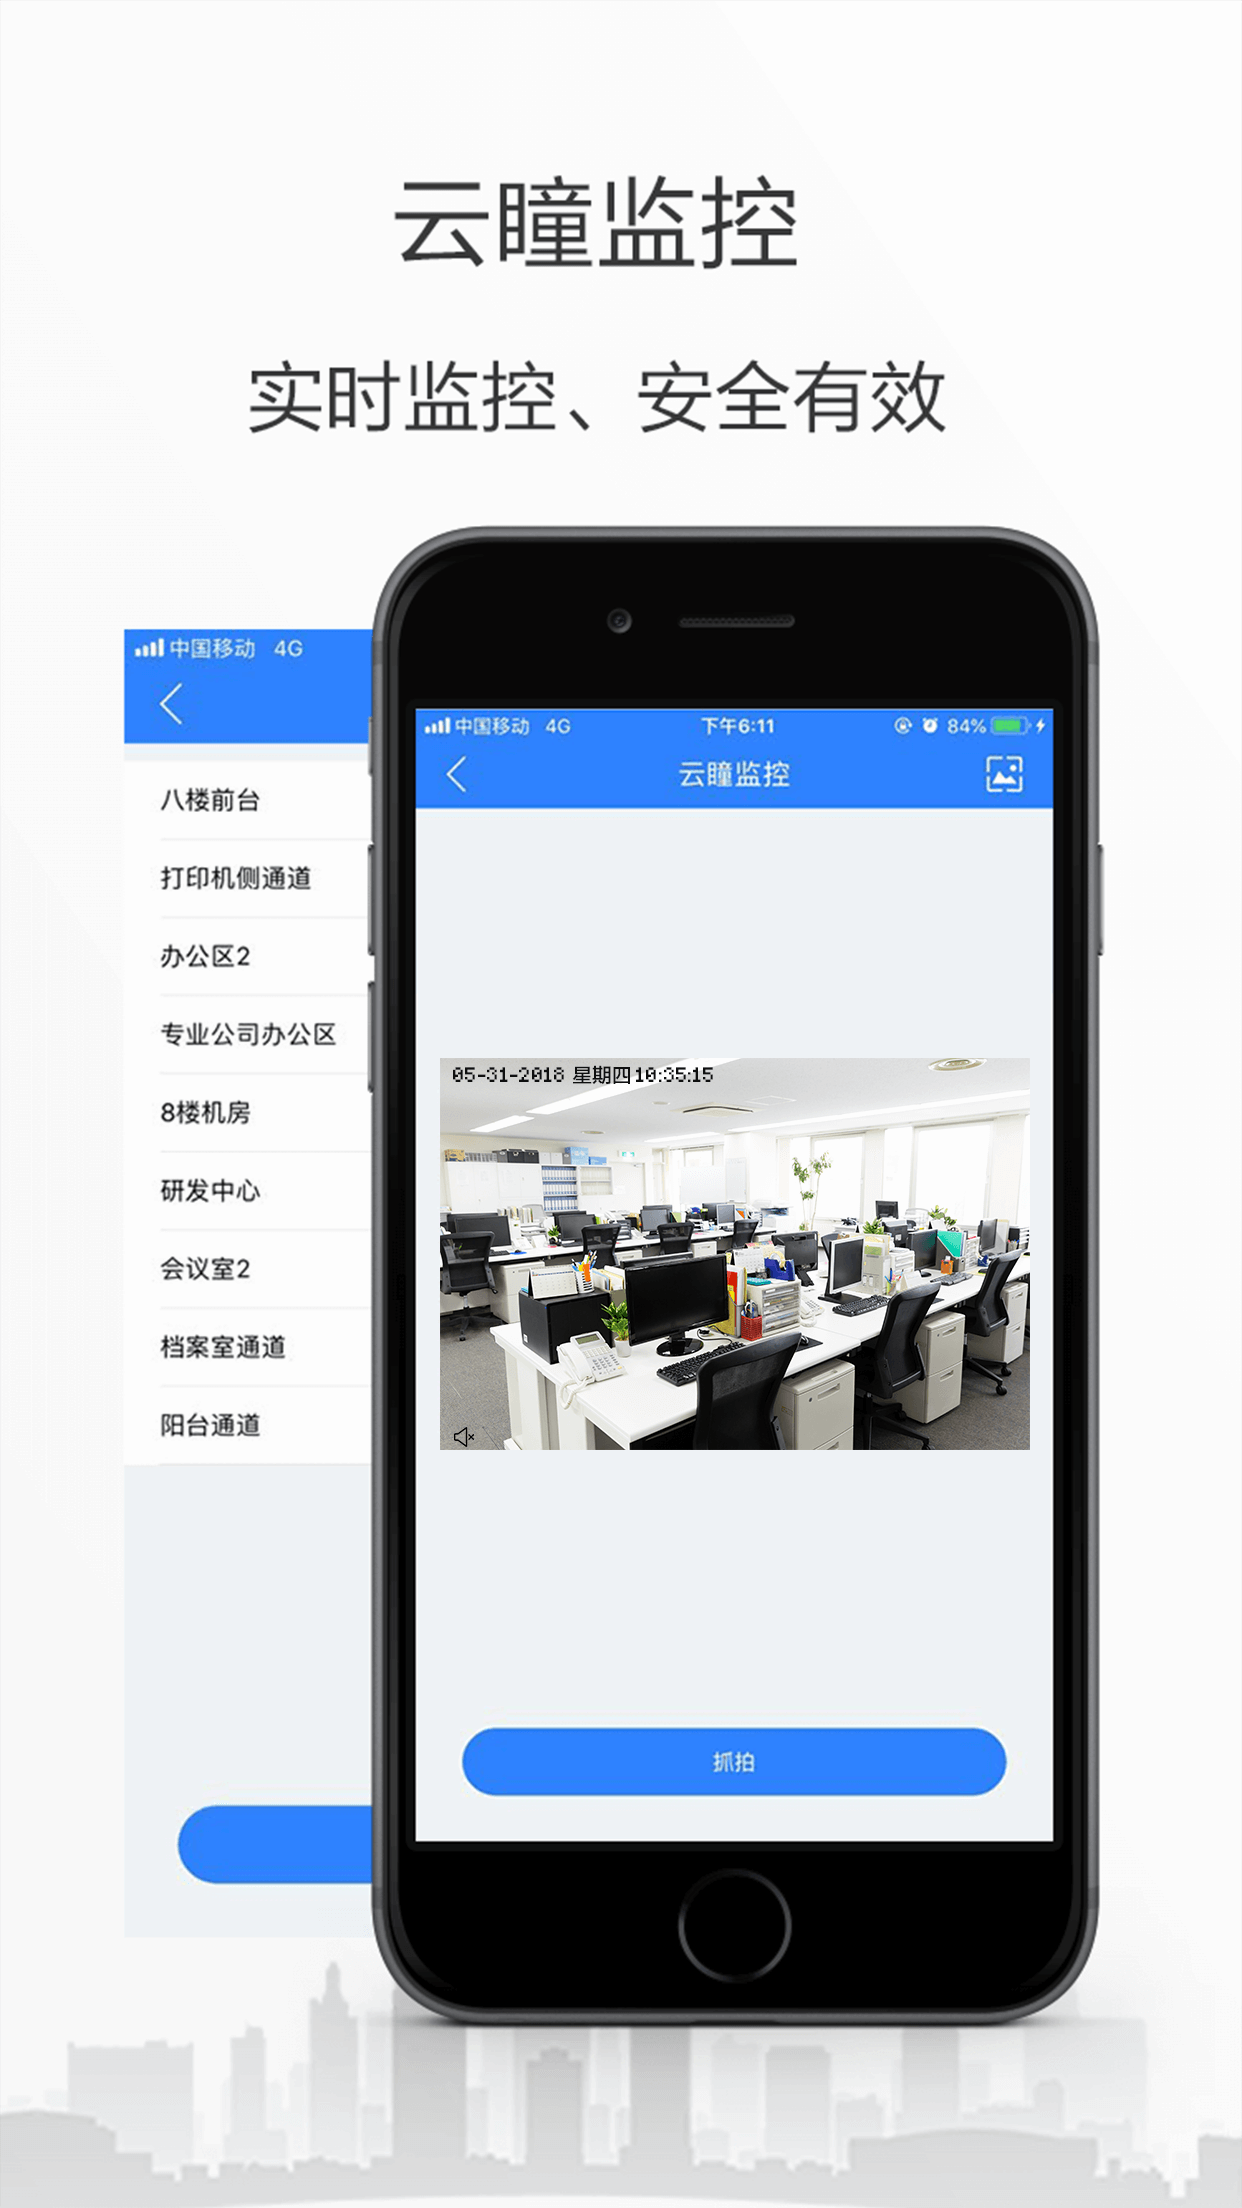 云瞳监控
实时监控、安全有效
中国移动 4G
八楼前台
打印机侧通道
办公区2
专业公司办公区
8楼机房
研发中心
会议室2
档案室通道
阳台通道
中国移动 4G 下午6:11 84%
云瞳监控
05-31-2018 星期四 10:35:15
抓拍